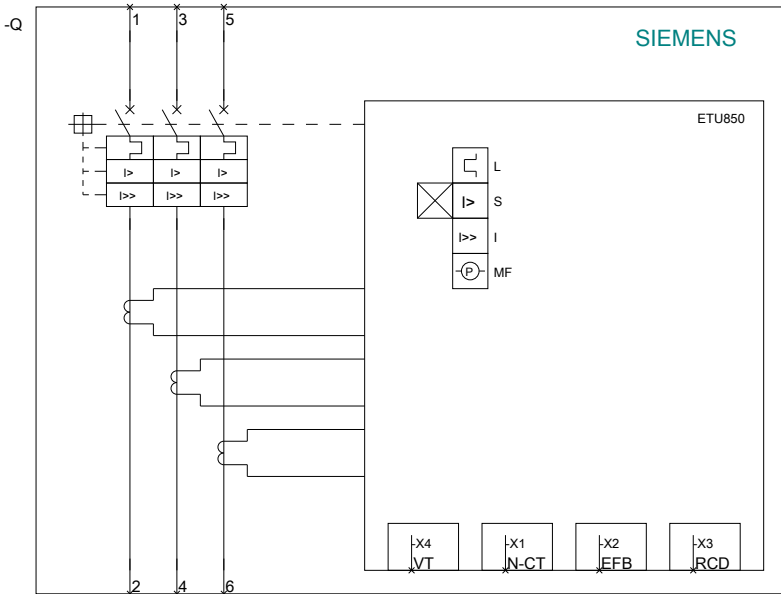 -Q
1 3 5
SIEMENS
ETU850
L
I> I> I>
I>> I>> I>>
I> S
I>> I
P MF
-X4 -X1 -X2 -X3
VT N-CT EFB RCD
2 4 6